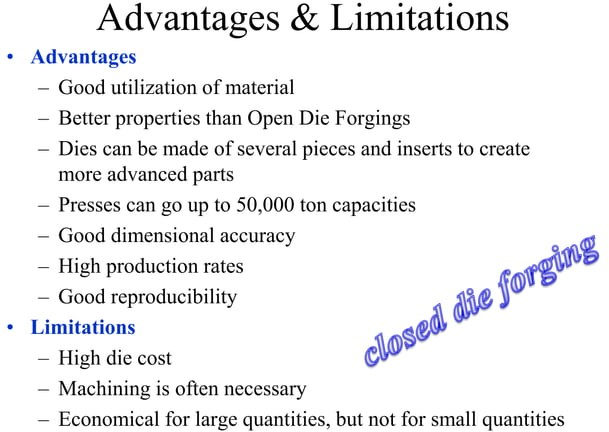 Advantages & Limitations
• Advantages
– Good utilization of material
– Better properties than Open Die Forgings
– Dies can be made of several pieces and inserts to create
more advanced parts
– Presses can go up to 50,000 ton capacities
– Good dimensional accuracy
– High production rates
– Good reproducibility
closed die forging
• Limitations
– High die cost
– Machining is often necessary
– Economical for large quantities, but not for small quantities